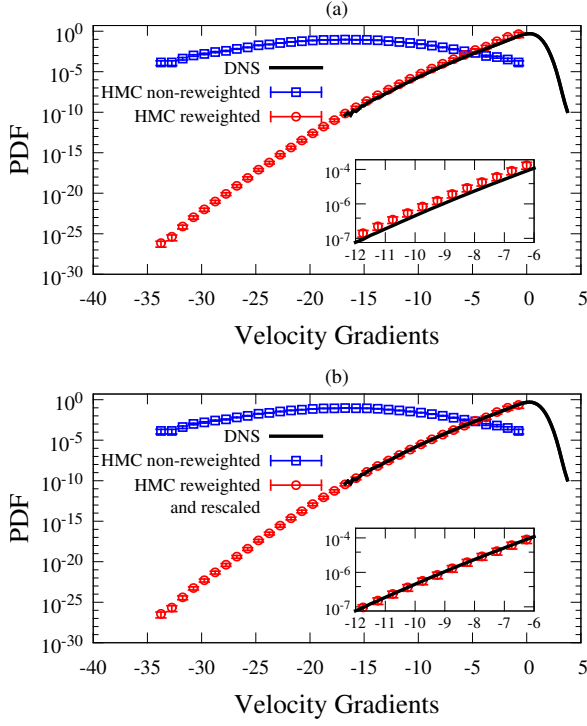 (a)
PDF
10^0
10^-5
10^-10
10^-15
10^-20
10^-25
10^-30
DNS
HMC non-reweighted
HMC reweighted
10^-4
10^-6
10^-7
-12 -11 -10 -9 -8 -7 -6
-40 -35 -30 -25 -20 -15 -10 -5 0 5
Velocity Gradients
(b)
PDF
10^0
10^-5
10^-10
10^-15
10^-20
10^-25
10^-30
DNS
HMC non-reweighted
HMC reweighted
and rescaled
10^-4
10^-6
10^-7
-12 -11 -10 -9 -8 -7 -6
-40 -35 -30 -25 -20 -15 -10 -5 0 5
Velocity Gradients